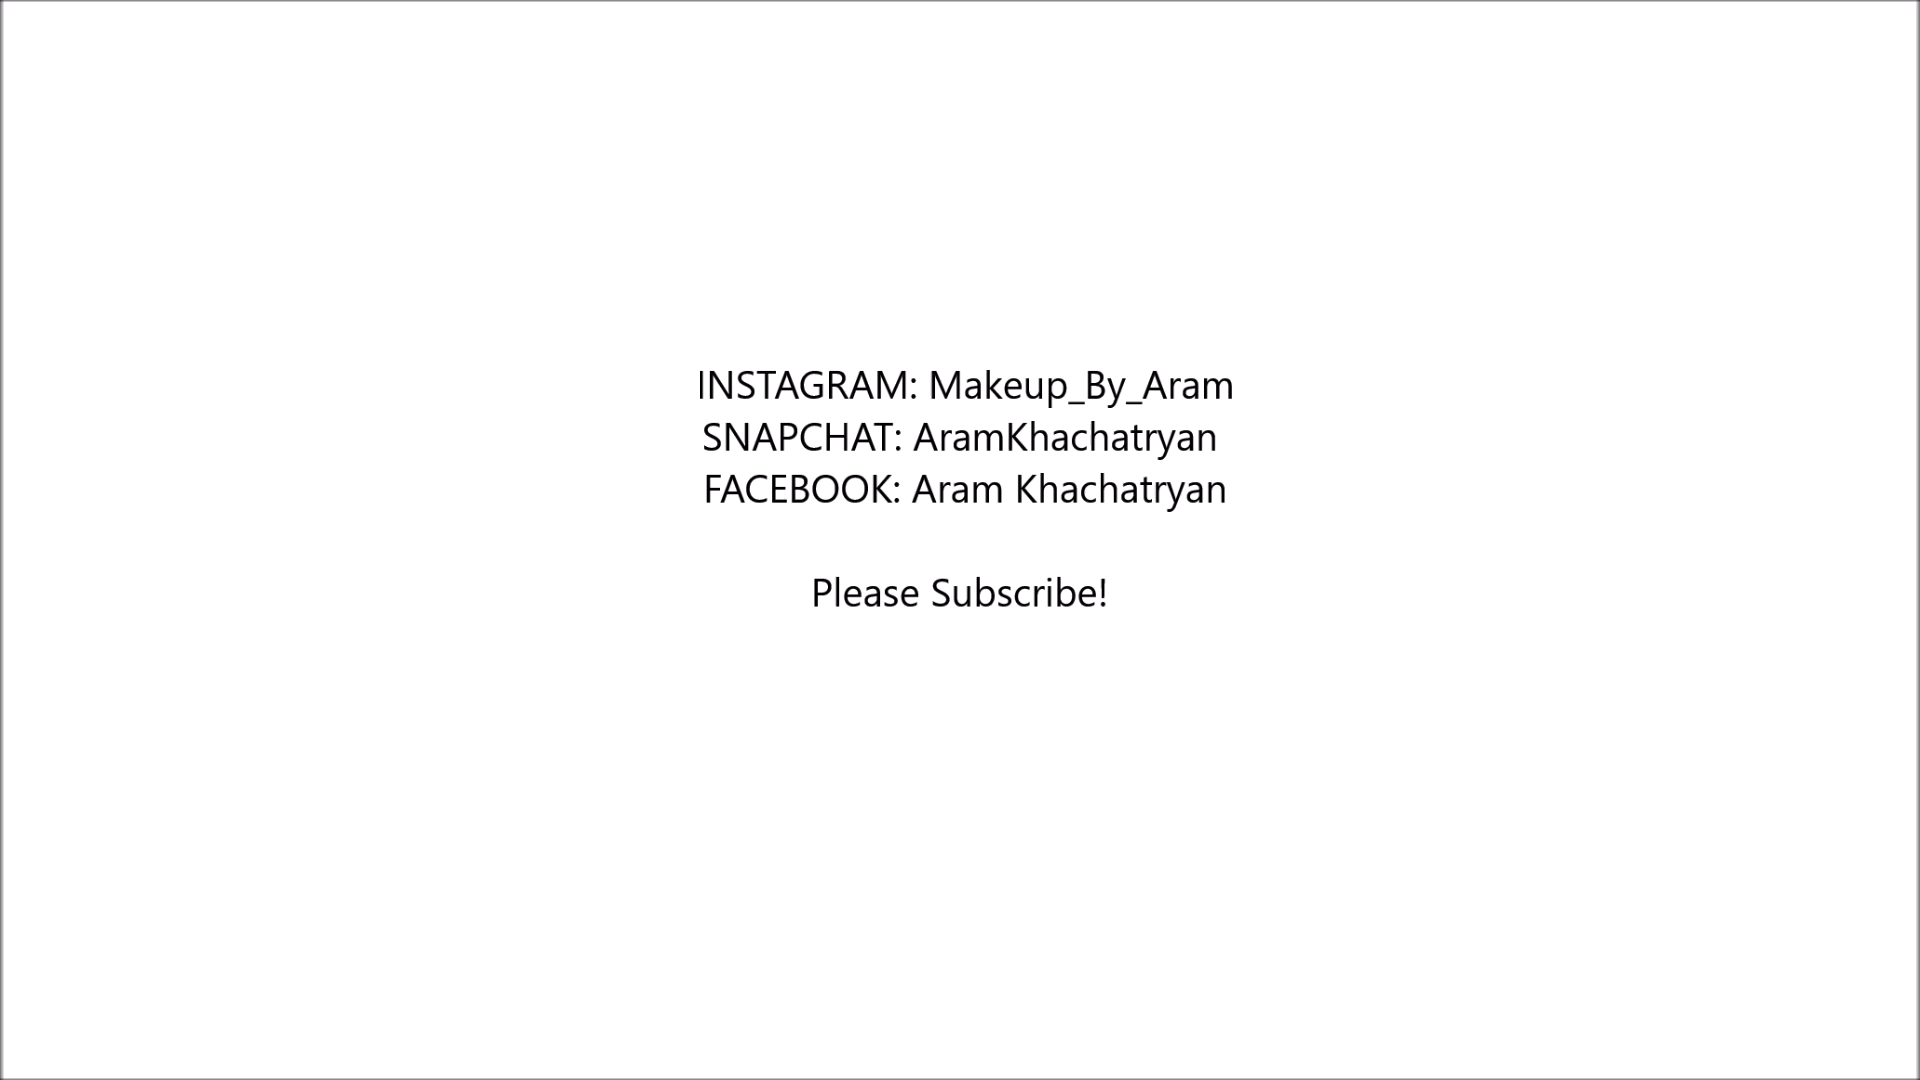 INSTAGRAM: Makeup_By_Aram
SNAPCHAT: AramKhachatryan
FACEBOOK: Aram Khachatryan
Please Subscribe!